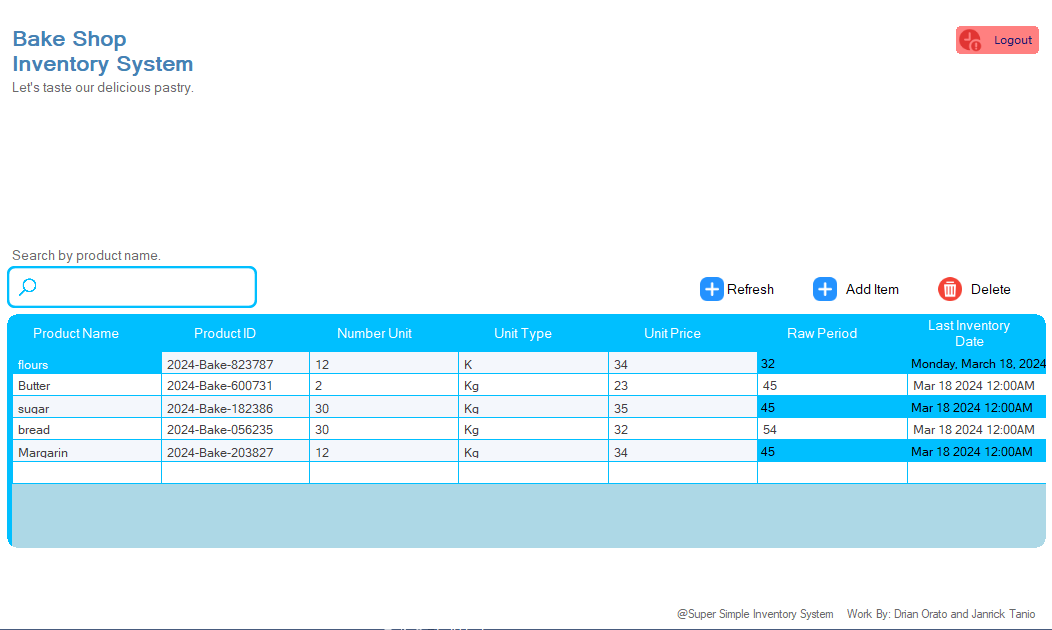 Bake Shop
Inventory System
Let's taste our delicious pastry.
Logout
Search by product name.
Refresh
Add Item
Delete
Product Name Product ID Number Unit Unit Type Unit Price Raw Period Last Inventory Date
flours 2024-Bake-823787 12 K 34 32 Monday, March 18, 2024
Butter 2024-Bake-600731 2 Kg 23 45 Mar 18 2024 12:00AM
sugar 2024-Bake-182386 30 Kg 35 45 Mar 18 2024 12:00AM
bread 2024-Bake-056235 30 Kg 32 54 Mar 18 2024 12:00AM
Margarin 2024-Bake-203827 12 Kg 34 45 Mar 18 2024 12:00AM
@Super Simple Inventory System Work By: Drian Orato and Janrick Tanio